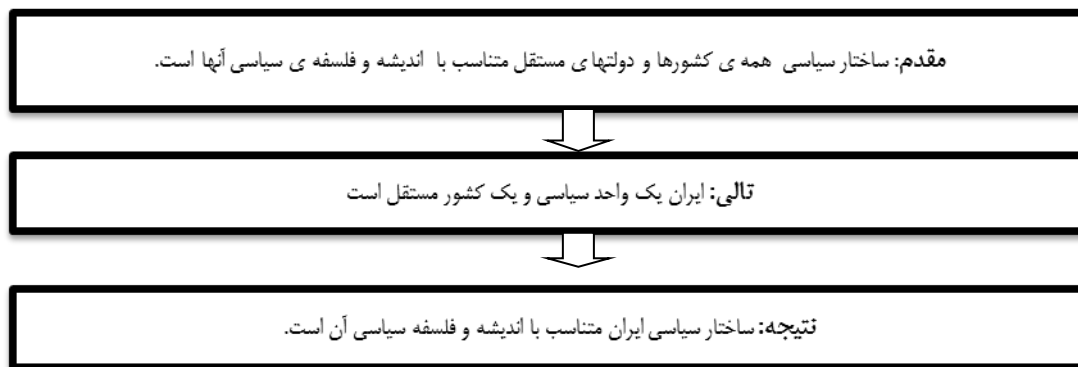 مقدم: ساختار سیاسی همه ی کشورها و دولتها ی مستقل متناسب با اندیشه و فلسفه ی سیاسی آنها است.
تالی: ایران یک واحد سیاسی و یک کشور مستقل است
نتیجه: ساختار سیاسی ایران متناسب با اندیشه و فلسفه سیاسی آن است.